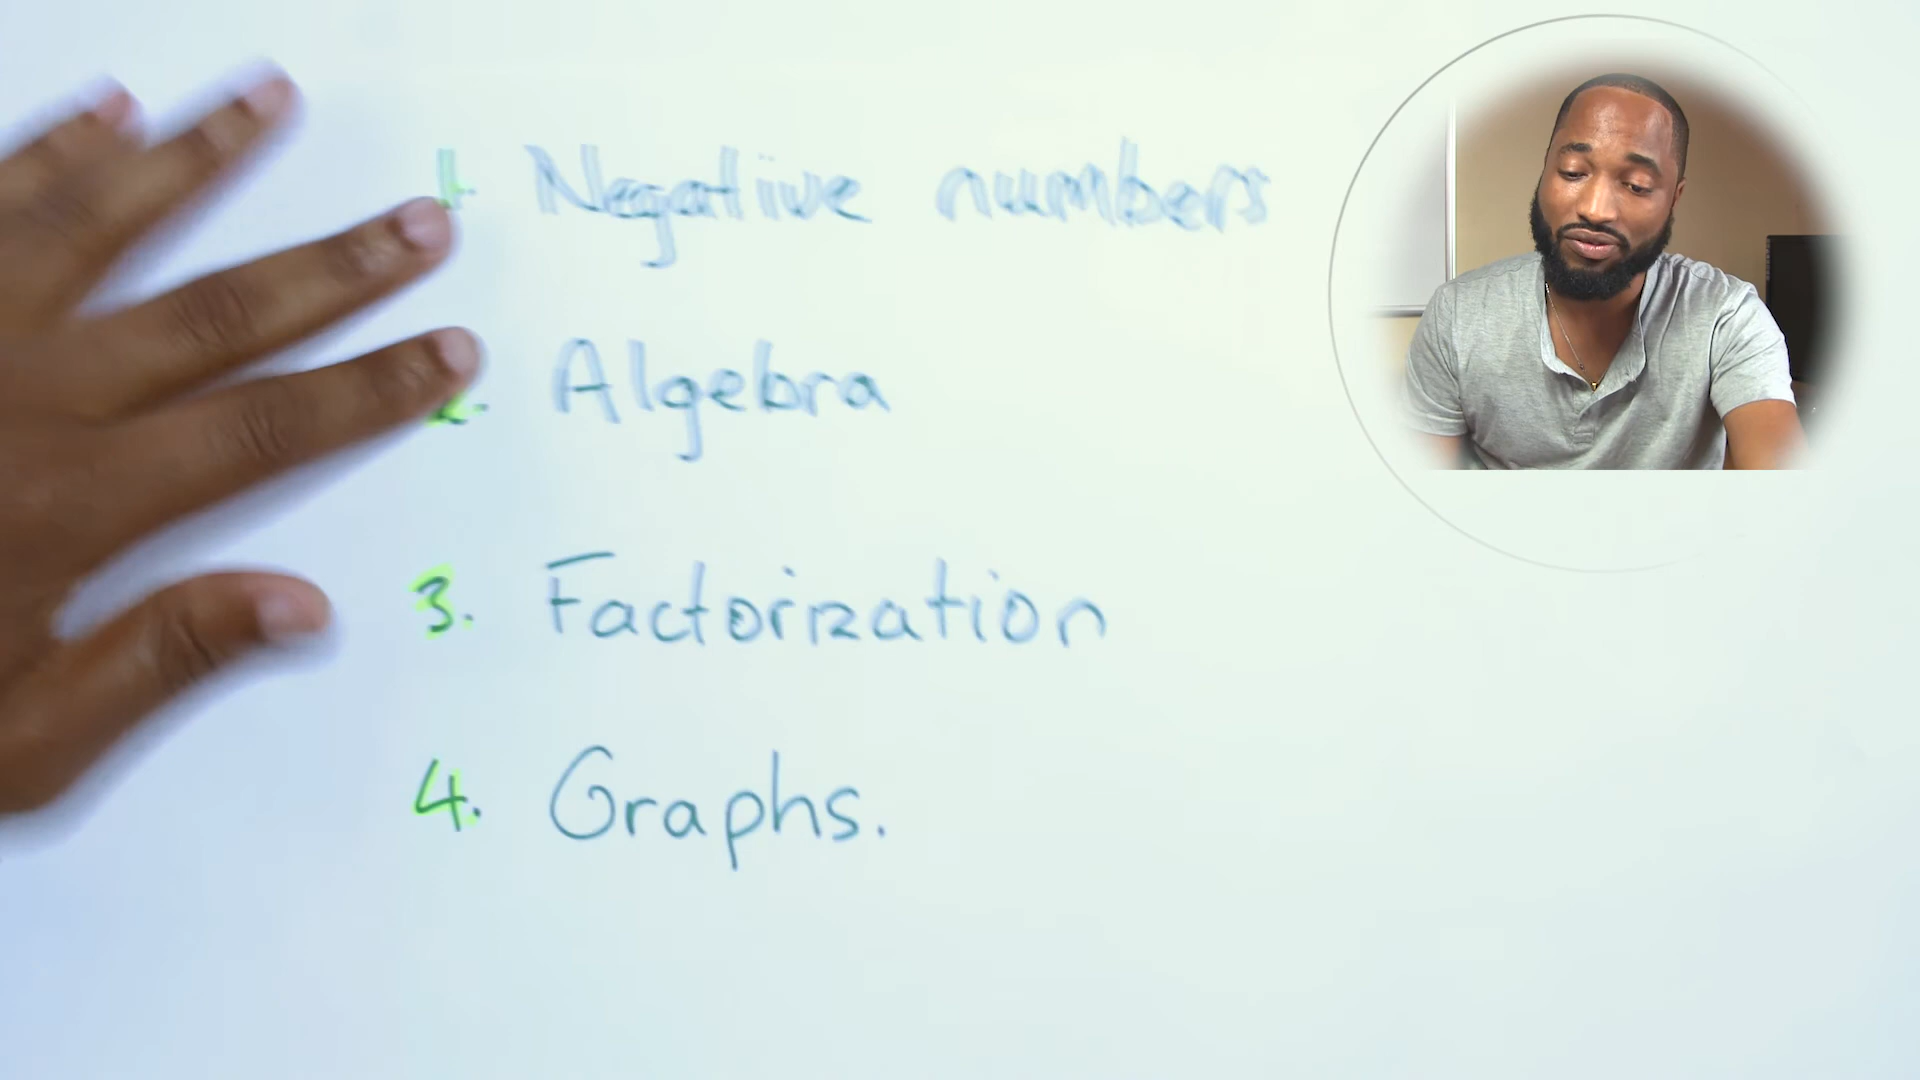 1. Negative numbers
2. Algebra
3. Factorization
4. Graphs.